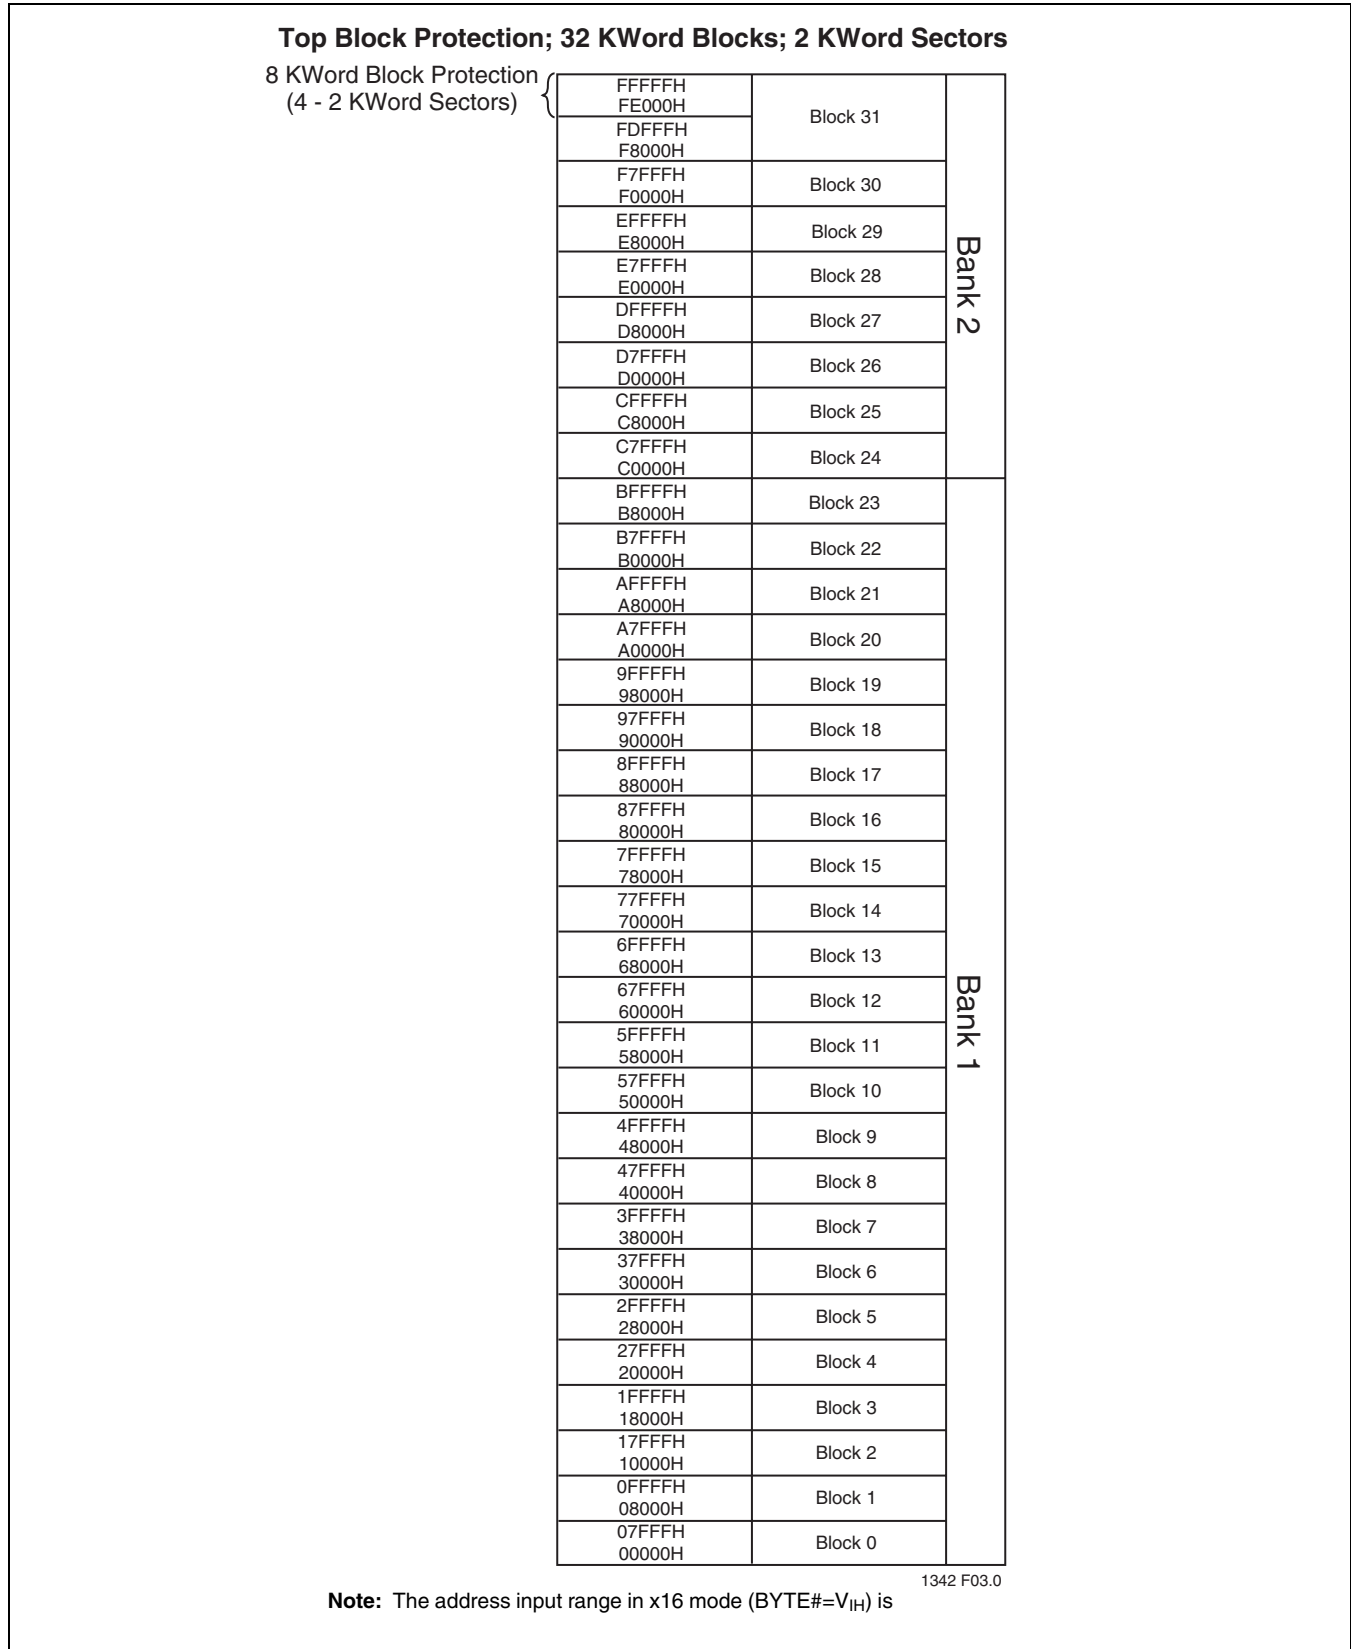 Top Block Protection; 32 KWord Blocks; 2 KWord Sectors
8 KWord Block Protection
(4 - 2 KWord Sectors)
FFFFFH
FE000H
Block 31
FDFFFH
F8000H
F7FFFH
F0000H
Block 30
EFFFFH
E8000H
Block 29
E7FFFH
E0000H
Block 28
DFFFFH
D8000H
Block 27
D7FFFH
D0000H
Block 26
CFFFFH
C8000H
Block 25
C7FFFH
C0000H
Block 24
Bank 2
BFFFFH
B8000H
Block 23
B7FFFH
B0000H
Block 22
AFFFFH
A8000H
Block 21
A7FFFH
A0000H
Block 20
9FFFFH
98000H
Block 19
97FFFH
90000H
Block 18
8FFFFH
88000H
Block 17
87FFFH
80000H
Block 16
7FFFFH
78000H
Block 15
77FFFH
70000H
Block 14
6FFFFH
68000H
Block 13
67FFFH
60000H
Block 12
5FFFFH
58000H
Block 11
57FFFH
50000H
Block 10
4FFFFH
48000H
Block 9
47FFFH
40000H
Block 8
3FFFFH
38000H
Block 7
37FFFH
30000H
Block 6
2FFFFH
28000H
Block 5
27FFFH
20000H
Block 4
1FFFFH
18000H
Block 3
17FFFH
10000H
Block 2
0FFFFH
08000H
Block 1
07FFFH
00000H
Block 0
Bank 1
1342 F03.0
Note: The address input range in x16 mode (BYTE#=VIH) is